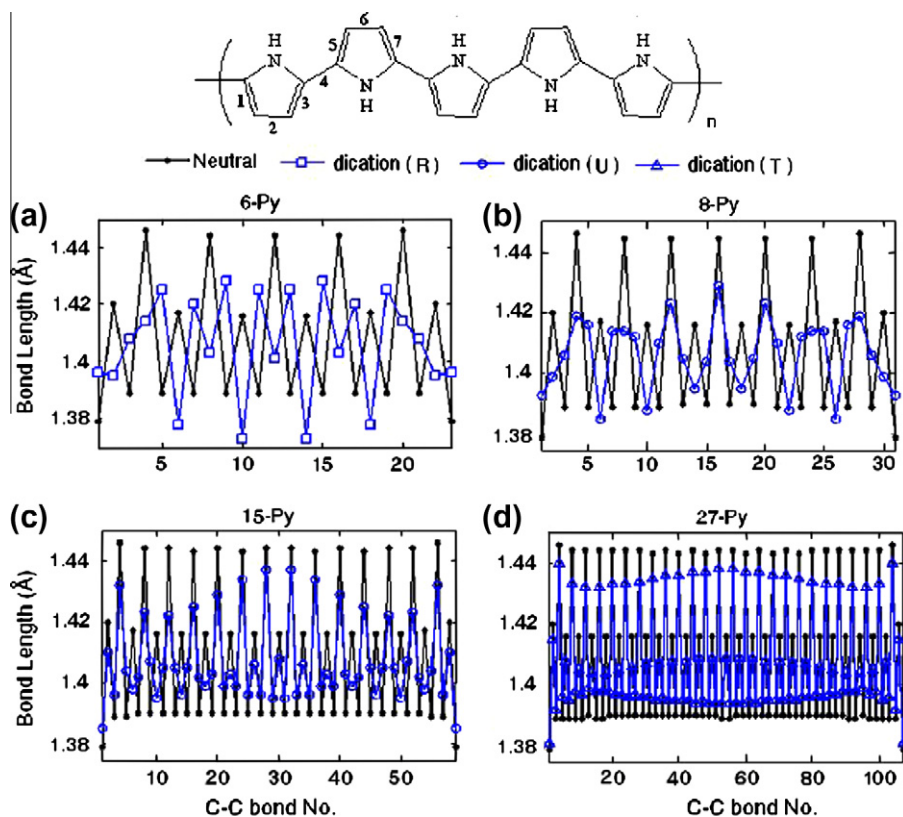 H H H
N 6 N N
5 7
1 3 4 N N
2 H H
n
Neutral dication (R) dication (U) dication (T)
(a) 6-Py (b) 8-Py
Bond Length (Å)
1.44 1.44
1.42 1.42
1.4 1.4
1.38 1.38
5 10 15 20 5 10 15 20 25 30
(c) 15-Py (d) 27-Py
Bond Length (Å)
1.44 1.44
1.42 1.42
1.4 1.4
1.38 1.38
10 20 30 40 50 20 40 60 80 100
C-C bond No. C-C bond No.